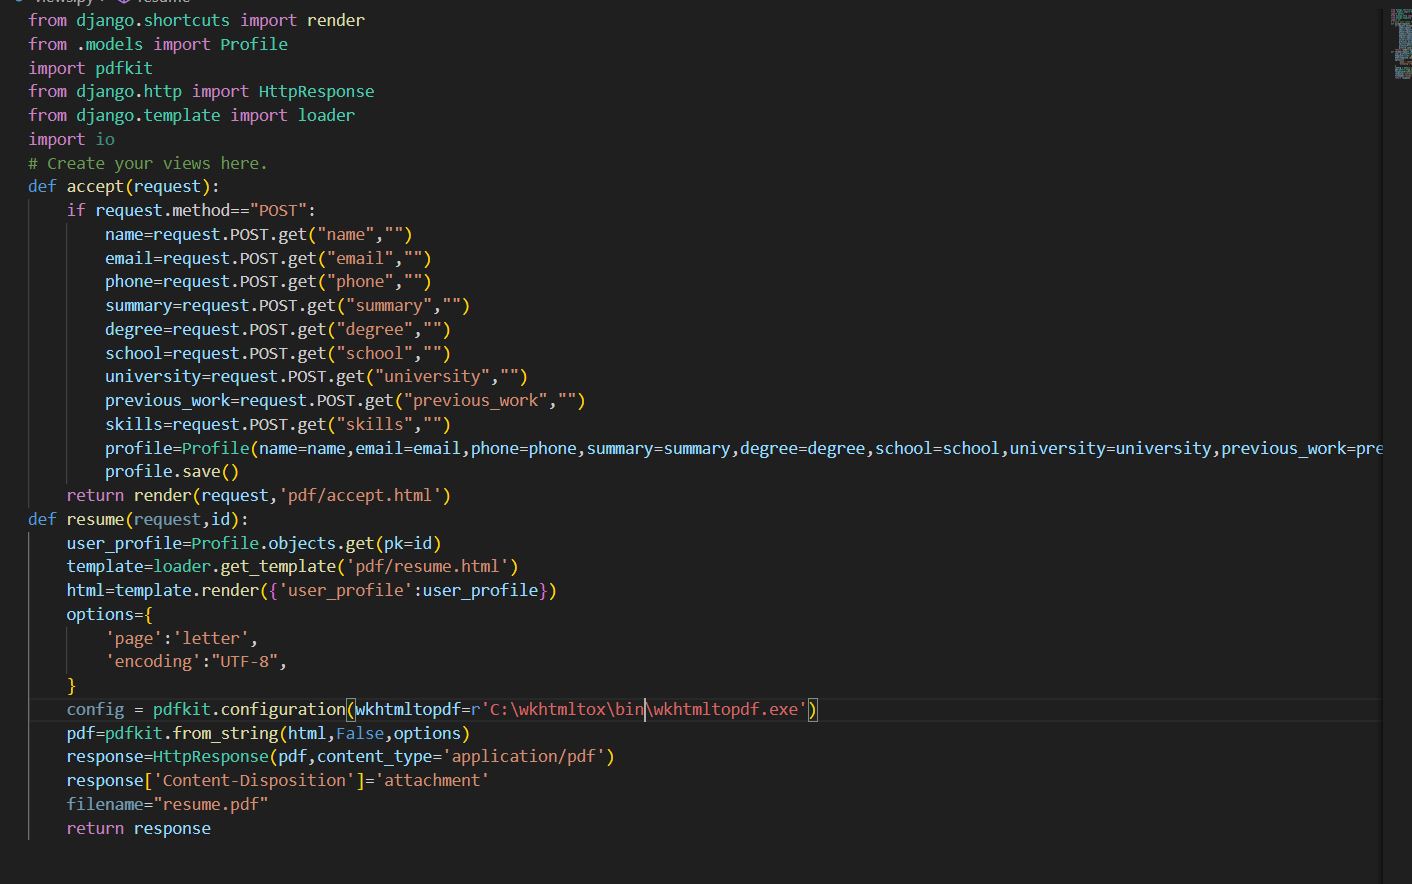 from django.shortcuts import render
from .models import Profile
import pdfkit
from django.http import HttpResponse
from django.template import loader
import io
# Create your views here.
def accept(request):
    if request.method=="POST":
        name=request.POST.get("name","")
        email=request.POST.get("email","")
        phone=request.POST.get("phone","")
        summary=request.POST.get("summary","")
        degree=request.POST.get("degree","")
        school=request.POST.get("school","")
        university=request.POST.get("university","")
        previous_work=request.POST.get("previous_work","")
        skills=request.POST.get("skills","")
        profile=Profile(name=name,email=email,phone=phone,summary=summary,degree=degree,school=school,university=university,previous_work=pre
        profile.save()
    return render(request,'pdf/accept.html')
def resume(request,id):
    user_profile=Profile.objects.get(pk=id)
    template=loader.get_template('pdf/resume.html')
    html=template.render({'user_profile':user_profile})
    options={
        'page':'letter',
        'encoding':"UTF-8",
    }
    config = pdfkit.configuration(wkhtmltopdf=r'C:\wkhtmltox\bin\wkhtmltopdf.exe')
    pdf=pdfkit.from_string(html,False,options)
    response=HttpResponse(pdf,content_type='application/pdf')
    response['Content-Disposition']='attachment'
    filename="resume.pdf"
    return response